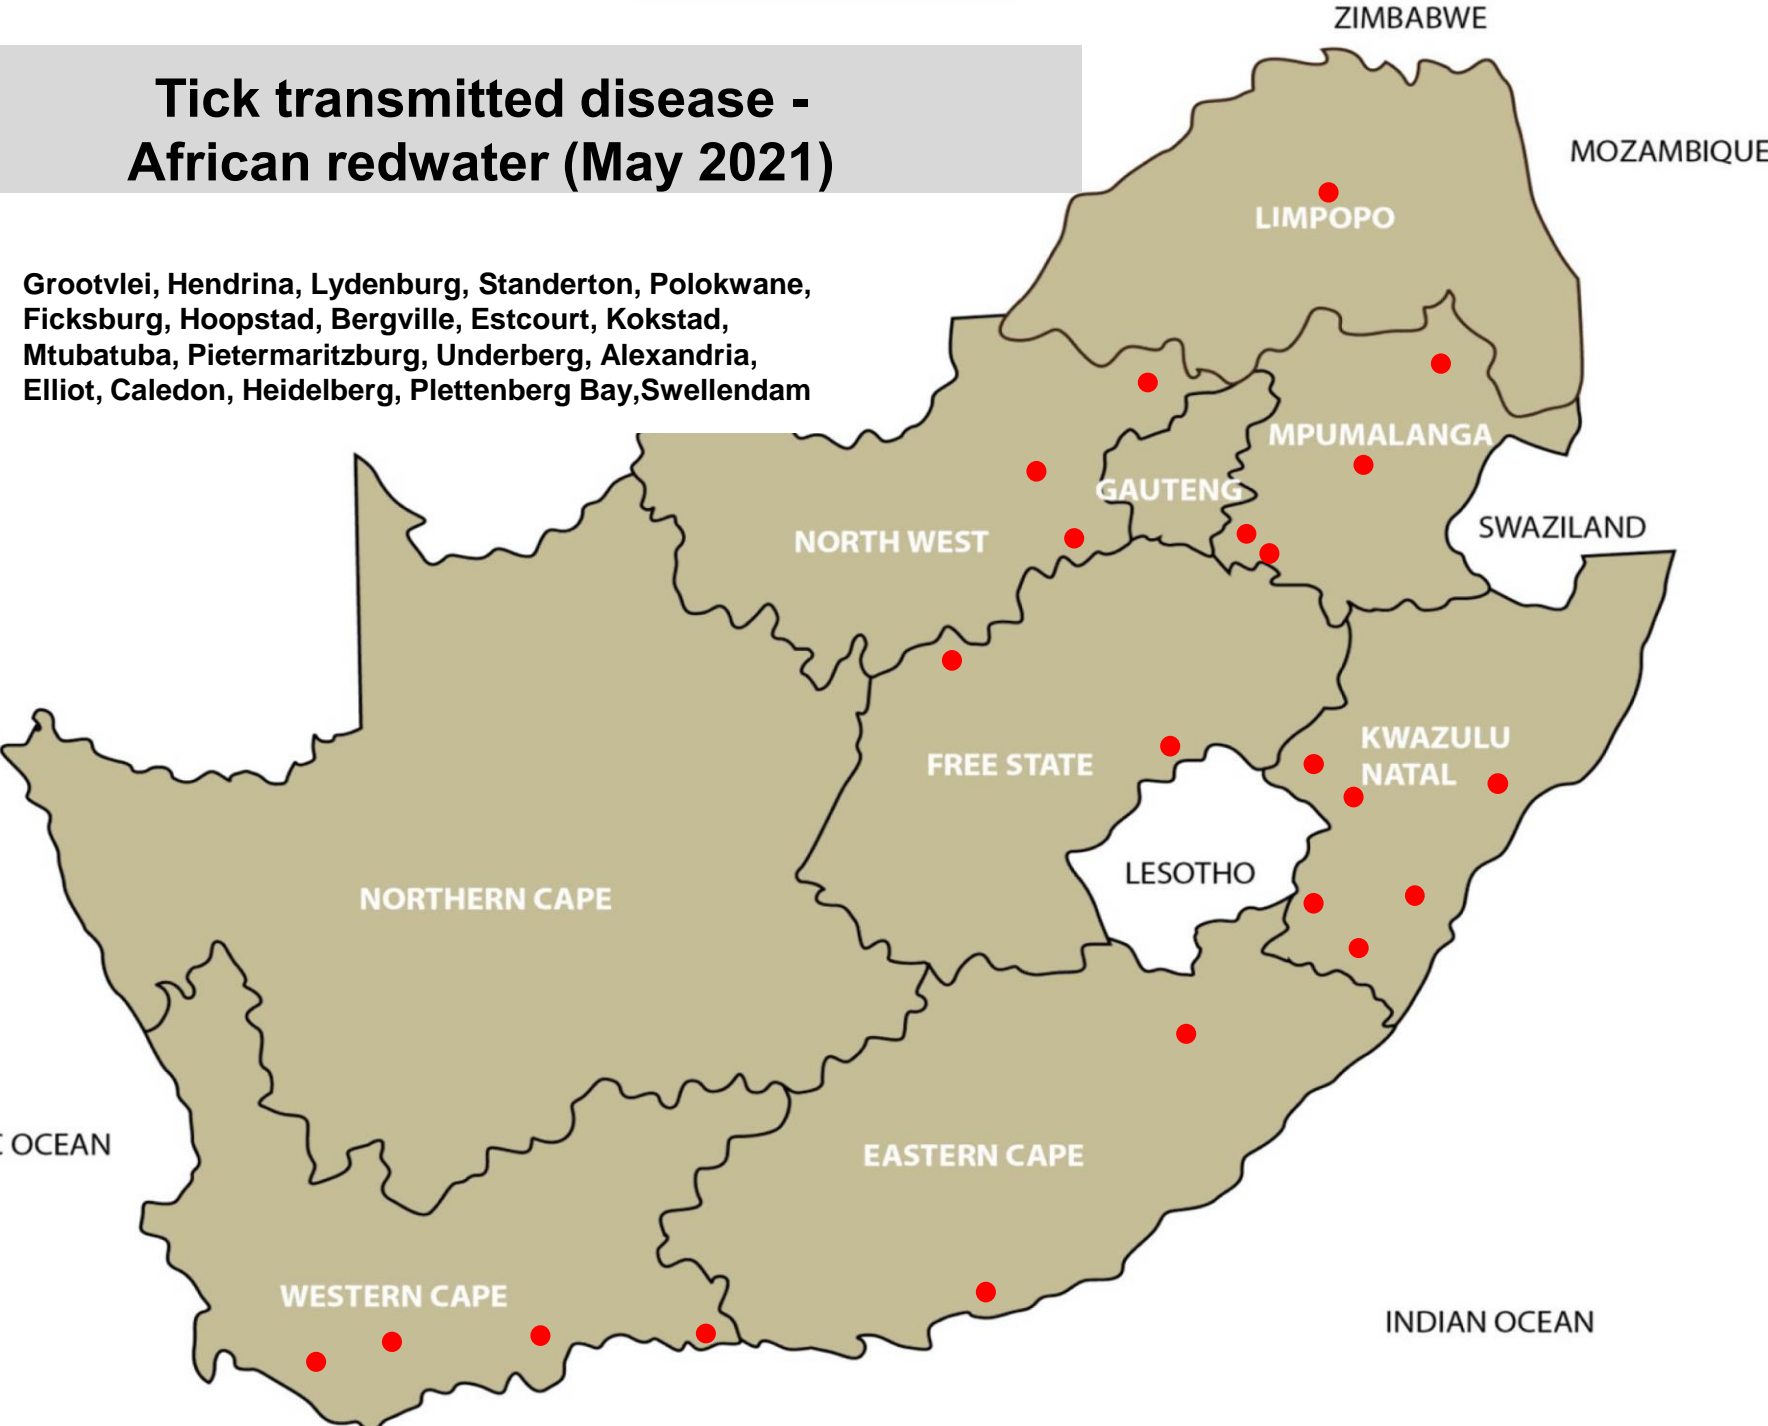 ZIMBABWE
Tick transmitted disease -
African redwater (May 2021)
MOZAMBIQUE
LIMPOPO
Grootvlei, Hendrina, Lydenburg, Standerton, Polokwane,
Ficksburg, Hoopstad, Bergville, Estcourt, Kokstad,
Mtubatuba, Pietermaritzburg, Underberg, Alexandria,
Elliot, Caledon, Heidelberg, Plettenberg Bay,Swellendam
MPUMALANGA
GAUTENG
SWAZILAND
NORTH WEST
KWAZULU
NATAL
FREE STATE
LESOTHO
NORTHERN CAPE
OCEAN
EASTERN CAPE
WESTERN CAPE
INDIAN OCEAN